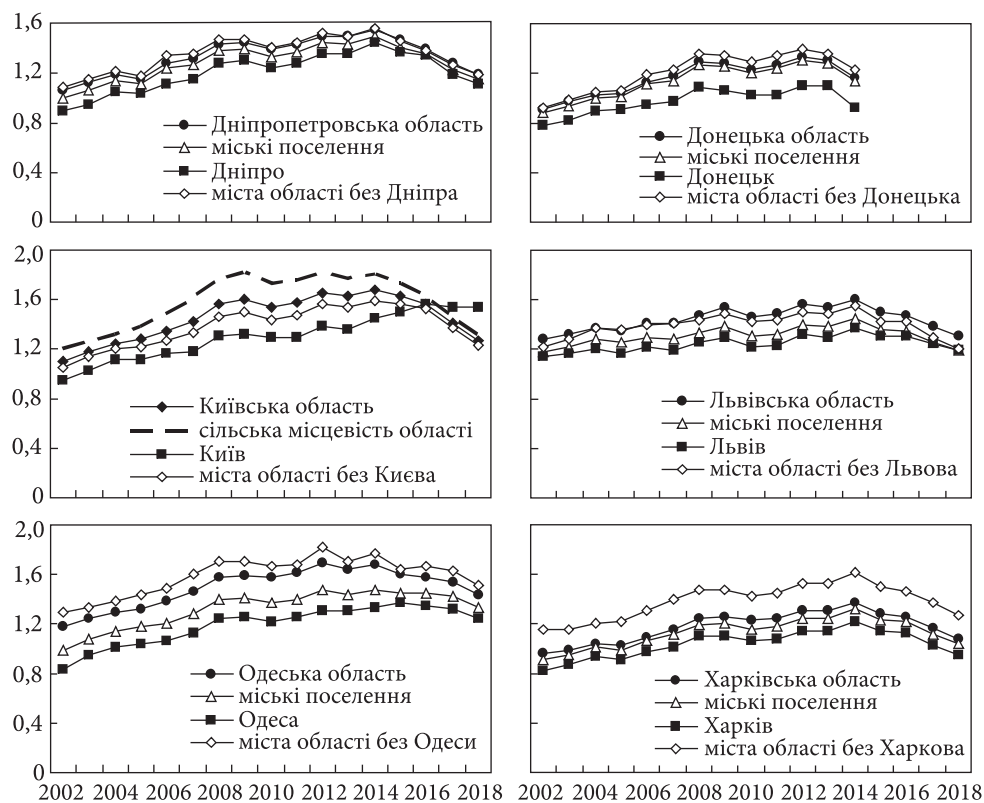 1,6
1,2
0,8
0,4
0
Дніпропетровська область
міські поселення
Дніпро
міста області без Дніпра
Донецька область
міські поселення
Донецьк
міста області без Донецька
2,0
1,6
1,2
0,8
0,4
0
Київська область
сільська місцевість області
Київ
міста області без Києва
Львівська область
міські поселення
Львів
міста області без Львова
2,0
1,6
1,2
0,8
0,4
0
Одеська область
міські поселення
Одеса
міста області без Одеси
2002 2004 2006 2008 2010 2012 2014 2016 2018
Харківська область
міські поселення
Харків
міста області без Харкова
2002 2004 2006 2008 2010 2012 2014 2016 2018